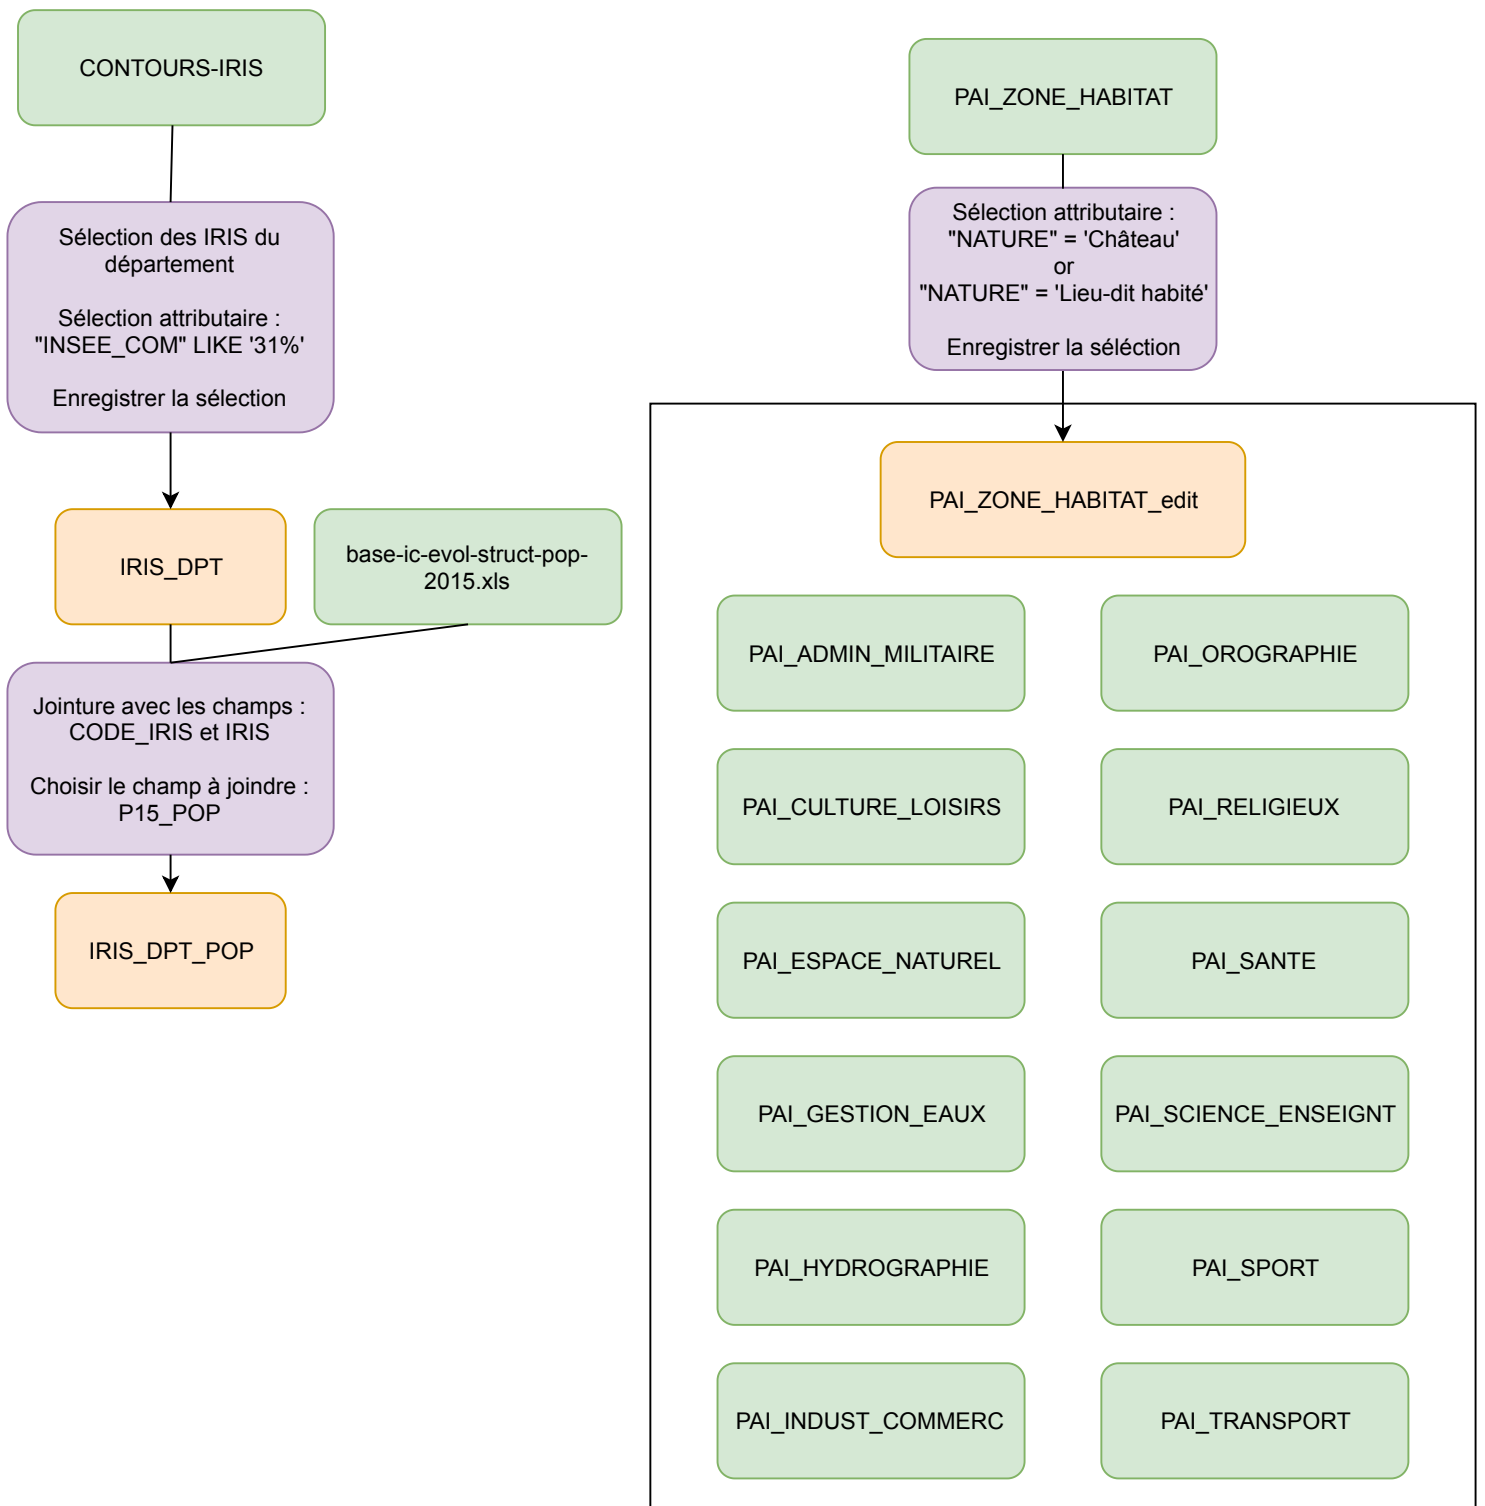 CONTOURS-IRIS
Sélection des IRIS du
département
Sélection attributaire :
"INSEE_COM" LIKE '31%'
Enregistrer la sélection
IRIS_DPT
base-ic-evol-struct-pop-
2015.xls
Jointure avec les champs :
CODE_IRIS et IRIS
Choisir le champ à joindre :
P15_POP
IRIS_DPT_POP
PAI_ZONE_HABITAT
Sélection attributaire :
"NATURE" = 'Château'
or
"NATURE" = 'Lieu-dit habité'
Enregistrer la séléction
PAI_ZONE_HABITAT_edit
PAI_ADMIN_MILITAIRE
PAI_OROGRAPHIE
PAI_CULTURE_LOISIRS
PAI_RELIGIEUX
PAI_ESPACE_NATUREL
PAI_SANTE
PAI_GESTION_EAUX
PAI_SCIENCE_ENSEIGNT
PAI_HYDROGRAPHIE
PAI_SPORT
PAI_INDUST_COMMERC
PAI_TRANSPORT